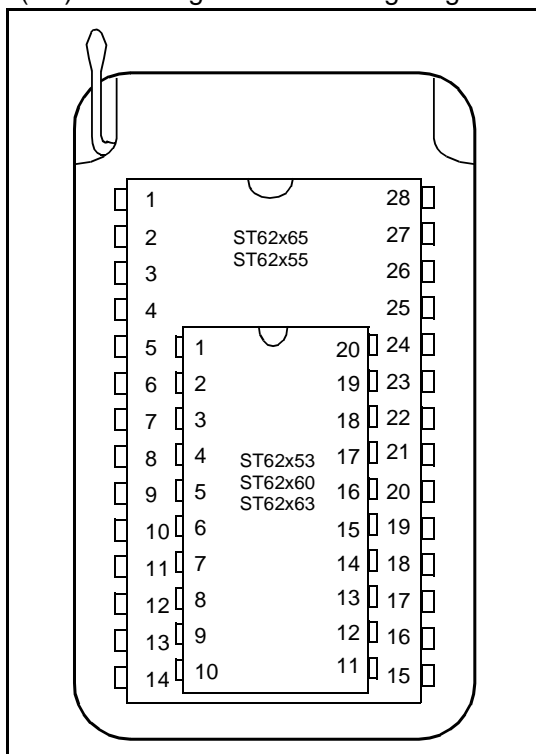 1 28
2 ST62x65 27
ST62x55
3 26
4 25
5 1 20 24
6 2 19 23
7 3 18 22
8 4 ST62x53 17 21
9 5 ST62x60 16 20
ST62x63
10 6 15 19
11 7 14 18
12 8 13 17
13 9 12 16
14 10 11 15